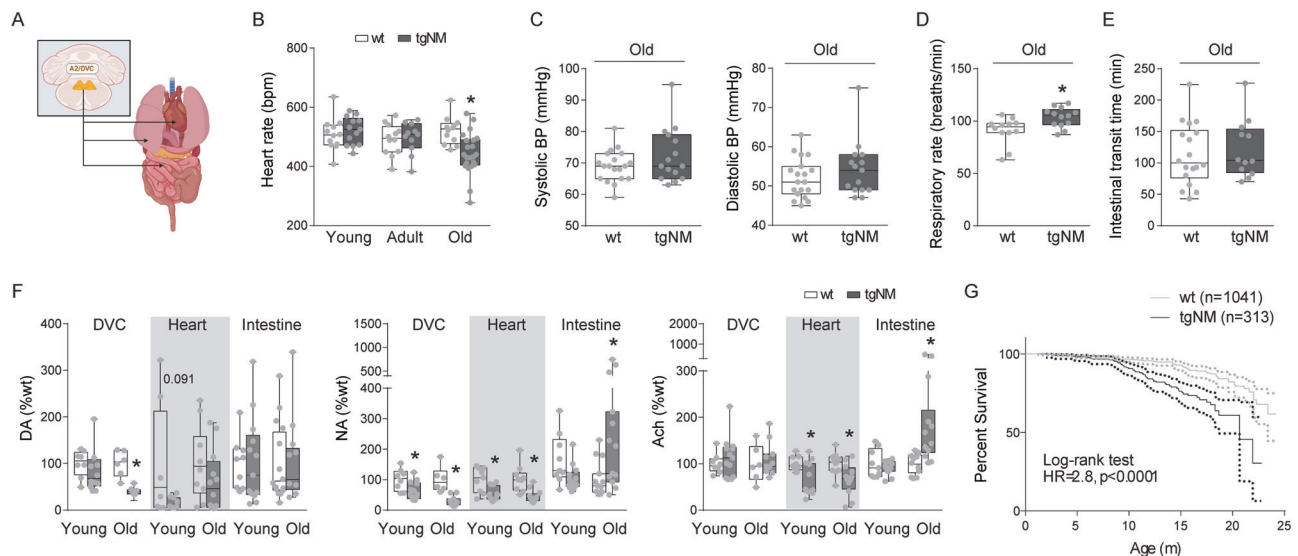 A
A2/DVC
B
wt
tgNM
Heart rate (bpm)
800
600
400
200
*
Young
Adult
Old
C
Old
Systolic BP (mmHg)
100
90
80
70
60
50
wt
tgNM
Old
Diastolic BP (mmHg)
80
70
60
50
40
wt
tgNM
D
Old
Respiratory rate (breaths/min)
150
100
50
0
*
wt
tgNM
E
Old
Intestinal transit time (min)
250
200
150
100
50
0
wt
tgNM
F
wt
tgNM
DVC
Heart
Intestine
DA (%wt)
400
300
200
100
0
*
0.091
Young Old
Young Old
Young Old
DVC
Heart
Intestine
NA (%wt)
1500
1000
500
400
300
200
100
0
*
*
*
*
*
Young Old
Young Old
Young Old
DVC
Heart
Intestine
Ach (%wt)
2000
1000
400
300
200
100
0
*
*
*
Young Old
Young Old
Young Old
G
wt (n=1041)
tgNM (n=313)
Percent Survival
100
50
0
Log-rank test
HR=2.8, p<0.0001
0
5
10
15
20
25
Age (m)